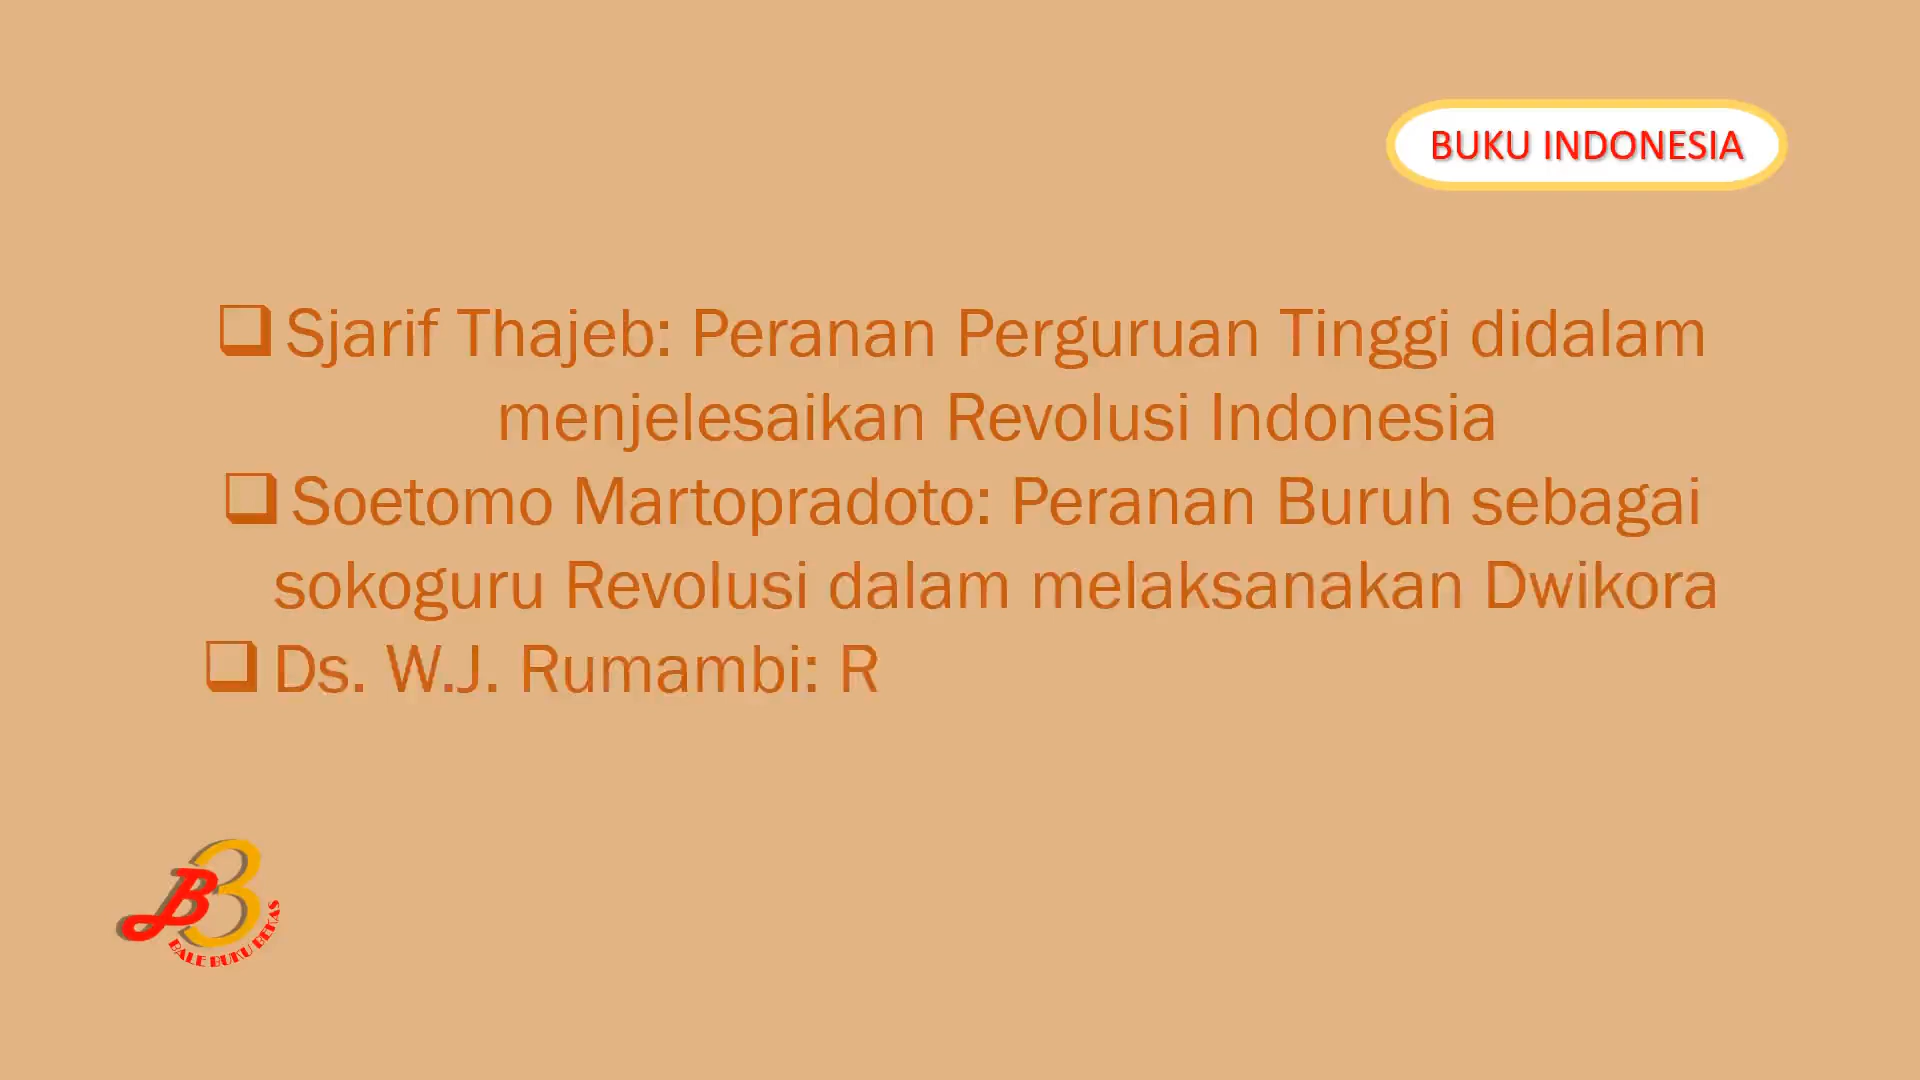 BUKU INDONESIA
Sjarif Thajeb: Peranan Perguruan Tinggi didalam
menjelesaikan Revolusi Indonesia
Soetomo Martopradoto: Peranan Buruh sebagai
sokoguru Revolusi dalam melaksanakan Dwikora
Ds. W.J. Rumambi: R
B3
BALE BUKU BEKAS